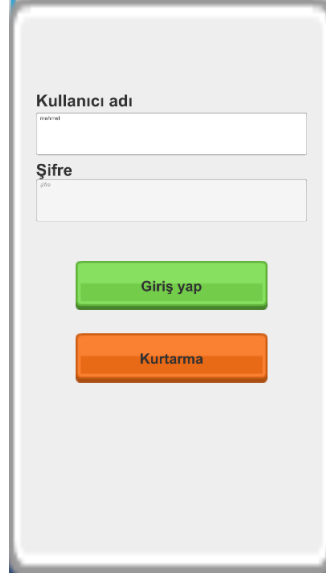 Kullanıcı adı
mehmet
Şifre
şifre
Giriş yap
Kurtarma